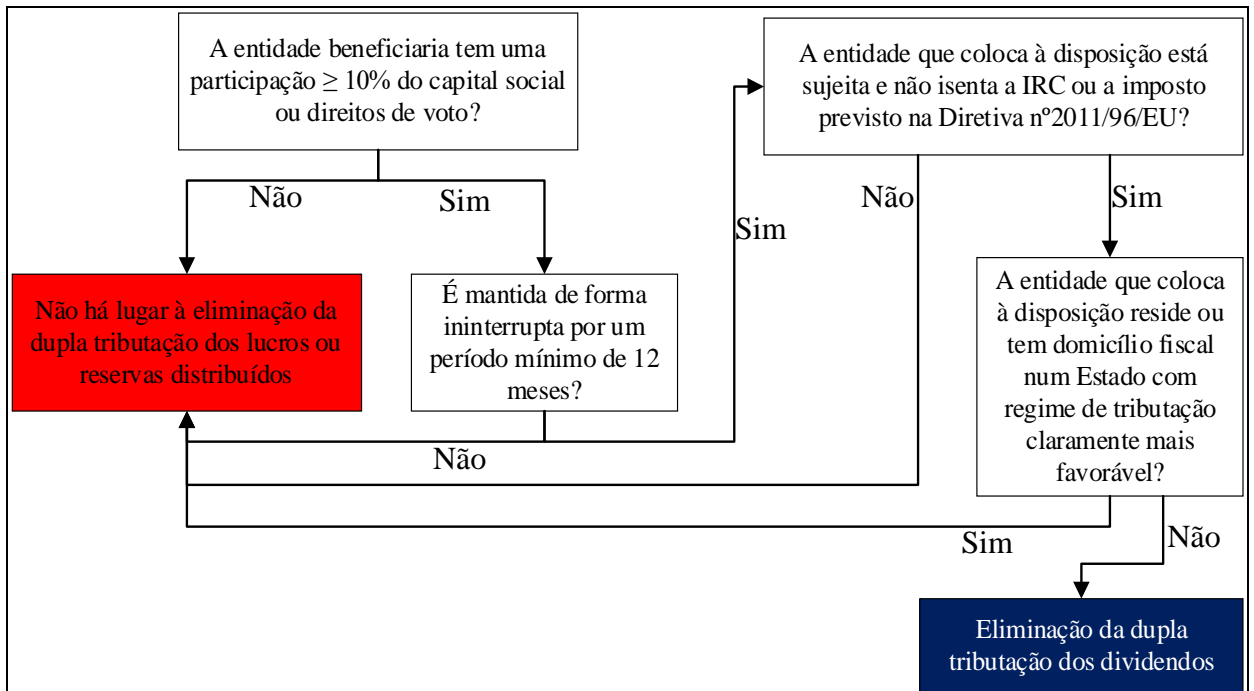 A entidade beneficiaria tem uma
participação ≥ 10% do capital social
ou direitos de voto?
A entidade que coloca à disposição está
sujeita e não isenta a IRC ou a imposto
previsto na Diretiva nº2011/96/EU?
Não
Sim
Sim
Não
Sim
Não há lugar à eliminação da
dupla tributação dos lucros ou
reservas distribuídos
É mantida de forma
ininterrupta por um
período mínimo de 12
meses?
A entidade que coloca
à disposição reside ou
tem domicílio fiscal
num Estado com
regime de tributação
claramente mais
favorável?
Não
Sim
Não
Eliminação da dupla
tributação dos dividendos